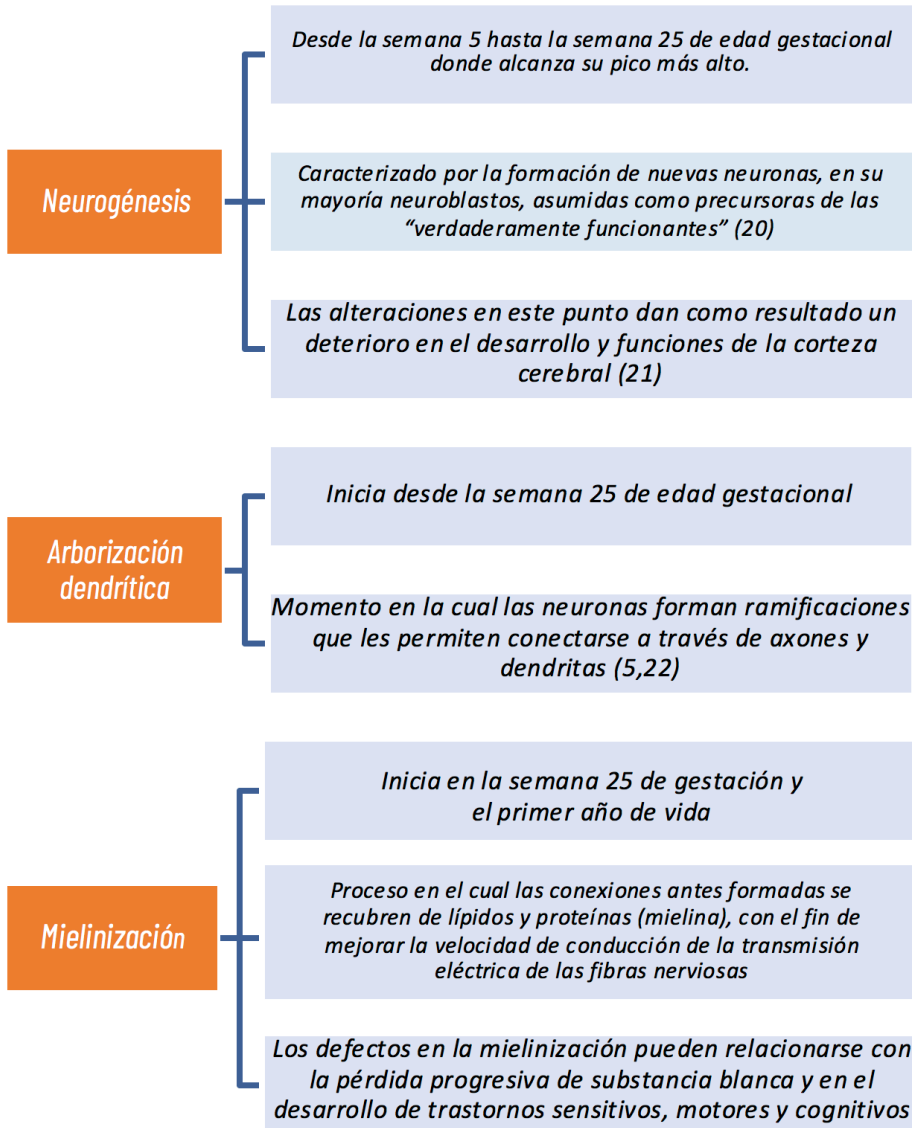 Neurogénesis
Desde la semana 5 hasta la semana 25 de edad gestacional
donde alcanza su pico más alto.
Caracterizado por la formación de nuevas neuronas, en su
mayoría neuroblastos, asumidas como precursoras de las
“verdaderamente funcionantes” (20)
Las alteraciones en este punto dan como resultado un
deterioro en el desarrollo y funciones de la corteza
cerebral (21)
Arborización
dendrítica
Inicia desde la semana 25 de edad gestacional
Momento en la cual las neuronas forman ramificaciones
que les permiten conectarse a través de axones y
dendritas (5,22)
Mielinización
Inicia en la semana 25 de gestación y
el primer año de vida
Proceso en el cual las conexiones antes formadas se
recubren de lípidos y proteínas (mielina), con el fin de
mejorar la velocidad de conducción de la transmisión
eléctrica de las fibras nerviosas
Los defectos en la mielinización pueden relacionarse con
la pérdida progresiva de substancia blanca y en el
desarrollo de trastornos sensitivos, motores y cognitivos